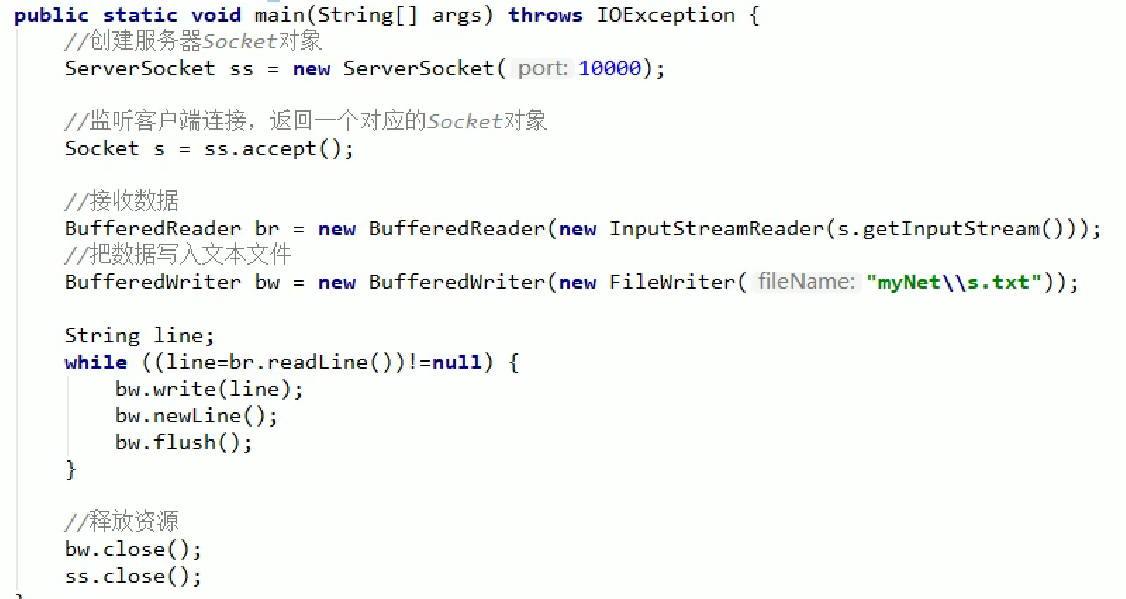 public static void main(String[] args) throws IOException {
//创建服务器Socket对象
ServerSocket ss = new ServerSocket( port: 10000);
//监听客户端连接，返回一个对应的Socket对象
Socket s = ss.accept();
//接收数据
BufferedReader br = new BufferedReader(new InputStreamReader(s.getInputStream()));
//把数据写入文本文件
BufferedWriter bw = new BufferedWriter(new FileWriter( fileName: "myNet\\s.txt"));
String line;
while ((line=br.readLine())!=null) {
bw.write(line);
bw.newLine();
bw.flush();
}
//释放资源
bw.close();
ss.close();